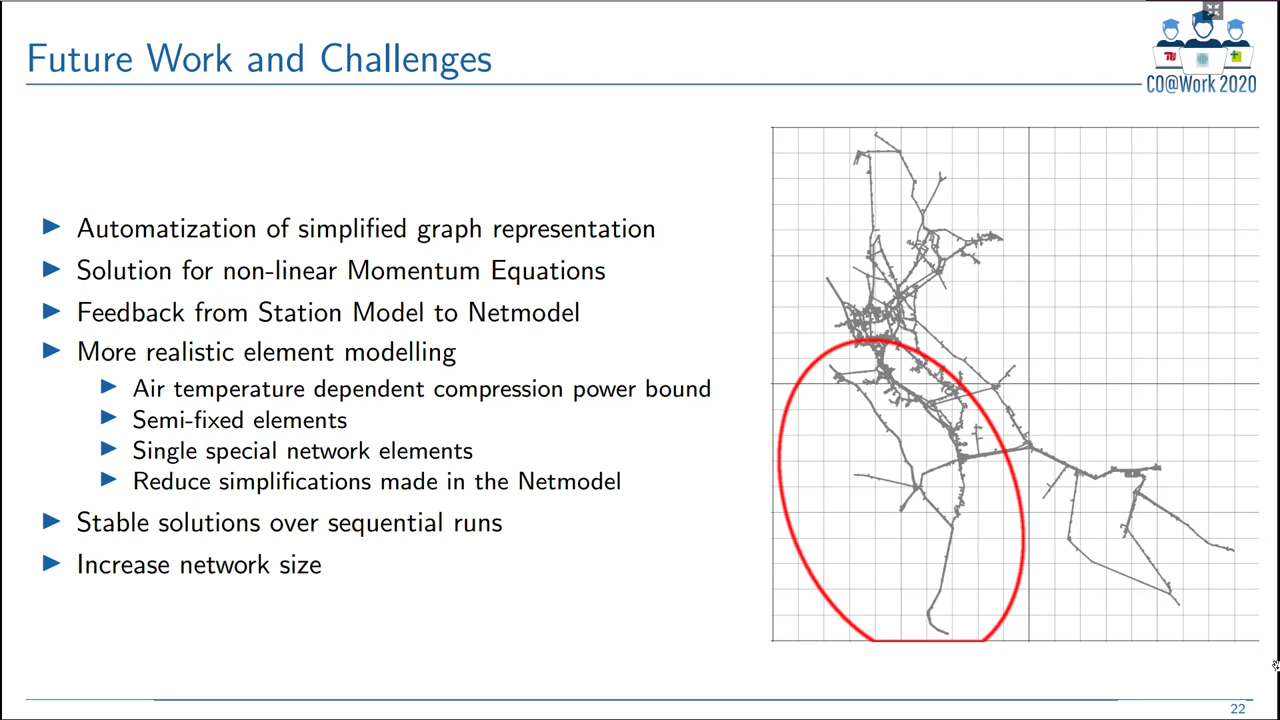 Future Work and Challenges
CO@Work 2020
Automatization of simplified graph representation
Solution for non-linear Momentum Equations
Feedback from Station Model to Netmodel
More realistic element modelling
Air temperature dependent compression power bound
Semi-fixed elements
Single special network elements
Reduce simplifications made in the Netmodel
Stable solutions over sequential runs
Increase network size
22